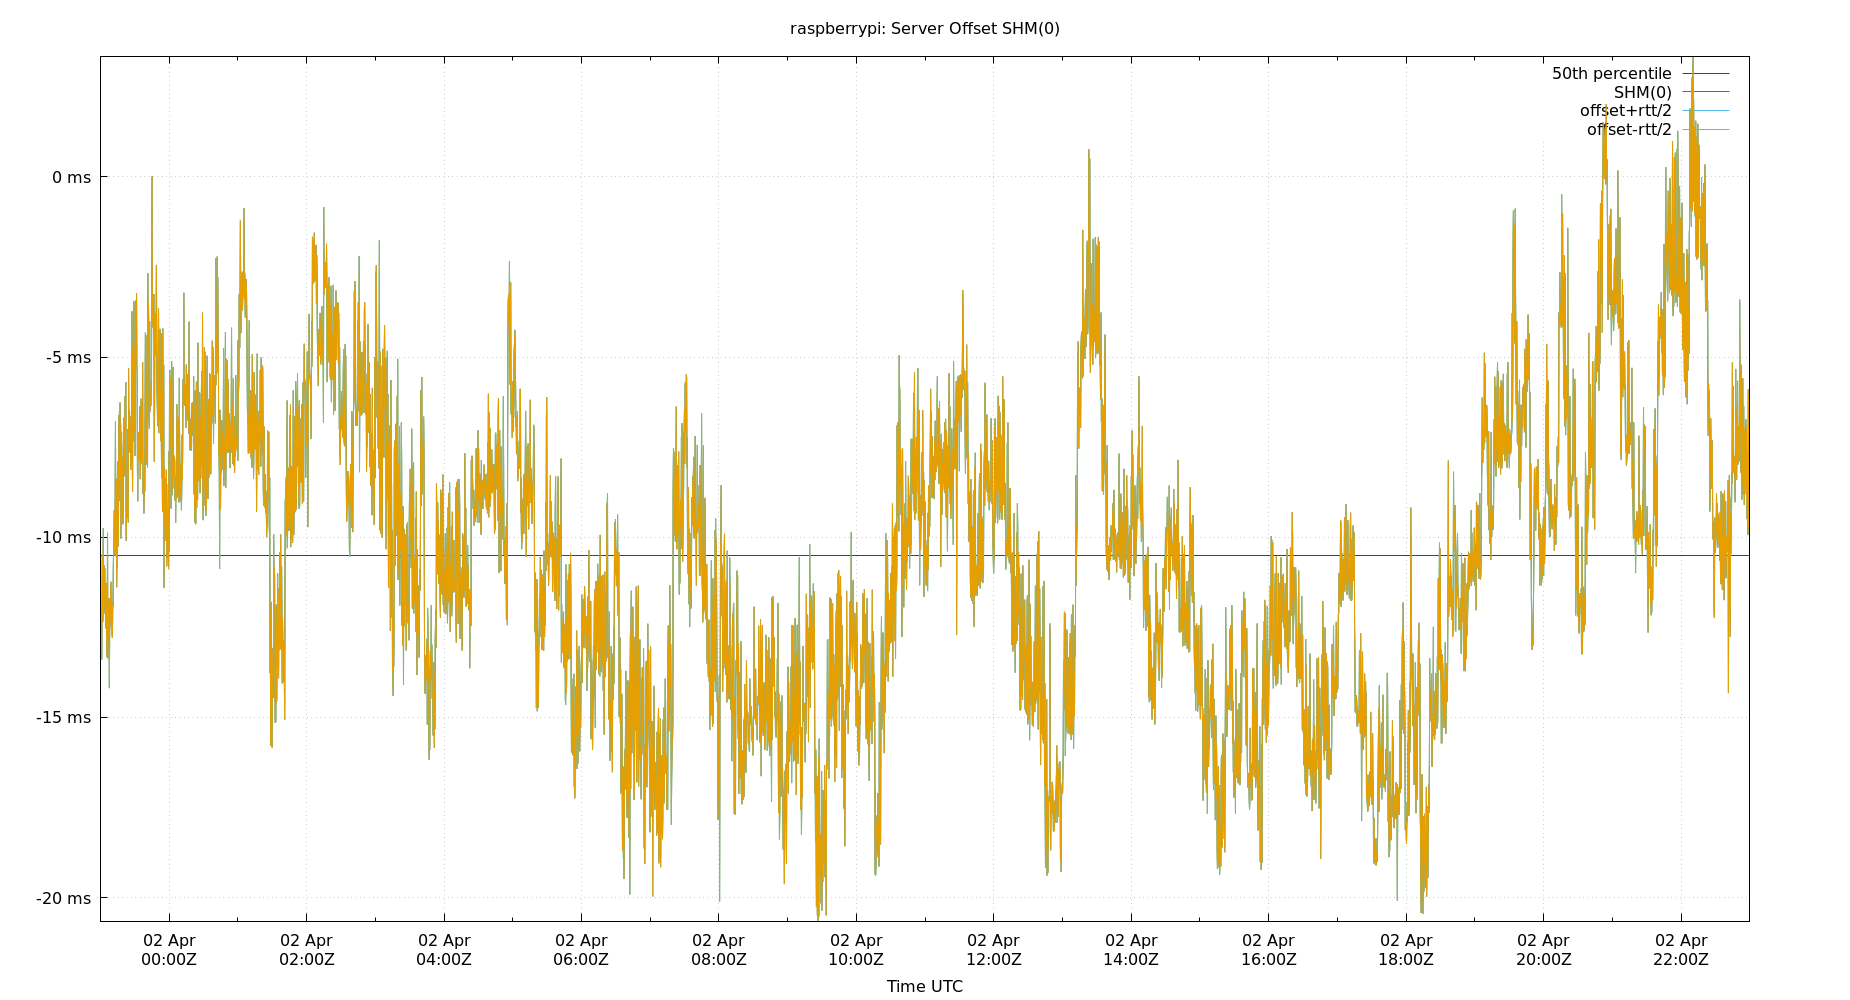 raspberrypi: Server Offset SHM(0)
50th percentile
SHM(0)
offset+rtt/2
offset-rtt/2
0 ms
-5 ms
-10 ms
-15 ms
-20 ms
02 Apr 02 Apr 02 Apr 02 Apr 02 Apr 02 Apr 02 Apr 02 Apr 02 Apr 02 Apr 02 Apr 02 Apr
00:00Z 02:00Z 04:00Z 06:00Z 08:00Z 10:00Z 12:00Z 14:00Z 16:00Z 18:00Z 20:00Z 22:00Z
Time UTC